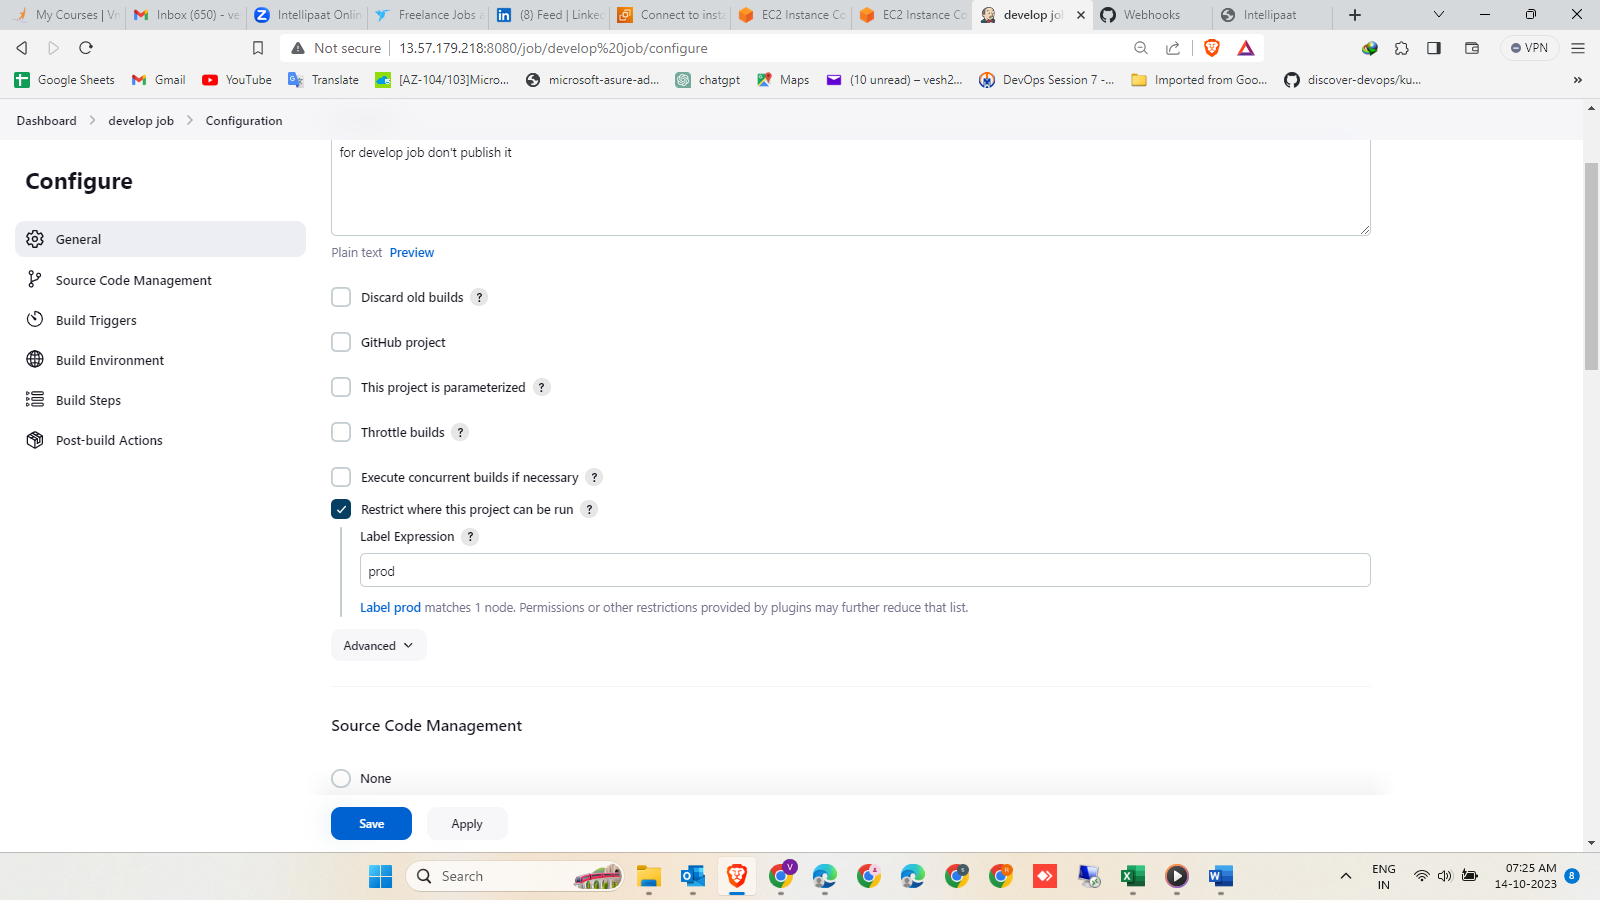 My Courses | Vn
Inbox (650) - ve
Intellipaat Onlin
Freelance Jobs a
(8) Feed | Linke
Connect to insta
EC2 Instance Co
EC2 Instance Co
develop jo
Webhooks
Intellipaat
Not secure
13.57.179.218:8080/job/develop%20job/configure
VPN
Google Sheets
Gmail
YouTube
Translate
[AZ-104/103]Micro...
microsoft-asure-ad...
chatgpt
Maps
(10 unread) – vesh2...
DevOps Session 7 -...
Imported from Goo...
discover-devops/ku...
»
Dashboard > develop job > Configuration
Configure
General
Source Code Management
Build Triggers
Build Environment
Build Steps
Post-build Actions
for develop job don't publish it
Plain text Preview
Discard old builds ?
GitHub project
This project is parameterized ?
Throttle builds ?
Execute concurrent builds if necessary ?
Restrict where this project can be run ?
Label Expression ?
prod
Label prod matches 1 node. Permissions or other restrictions provided by plugins may further reduce that list.
Advanced
Source Code Management
None
Save
Apply
Search
ENG
IN
07:25 AM
14-10-2023
8